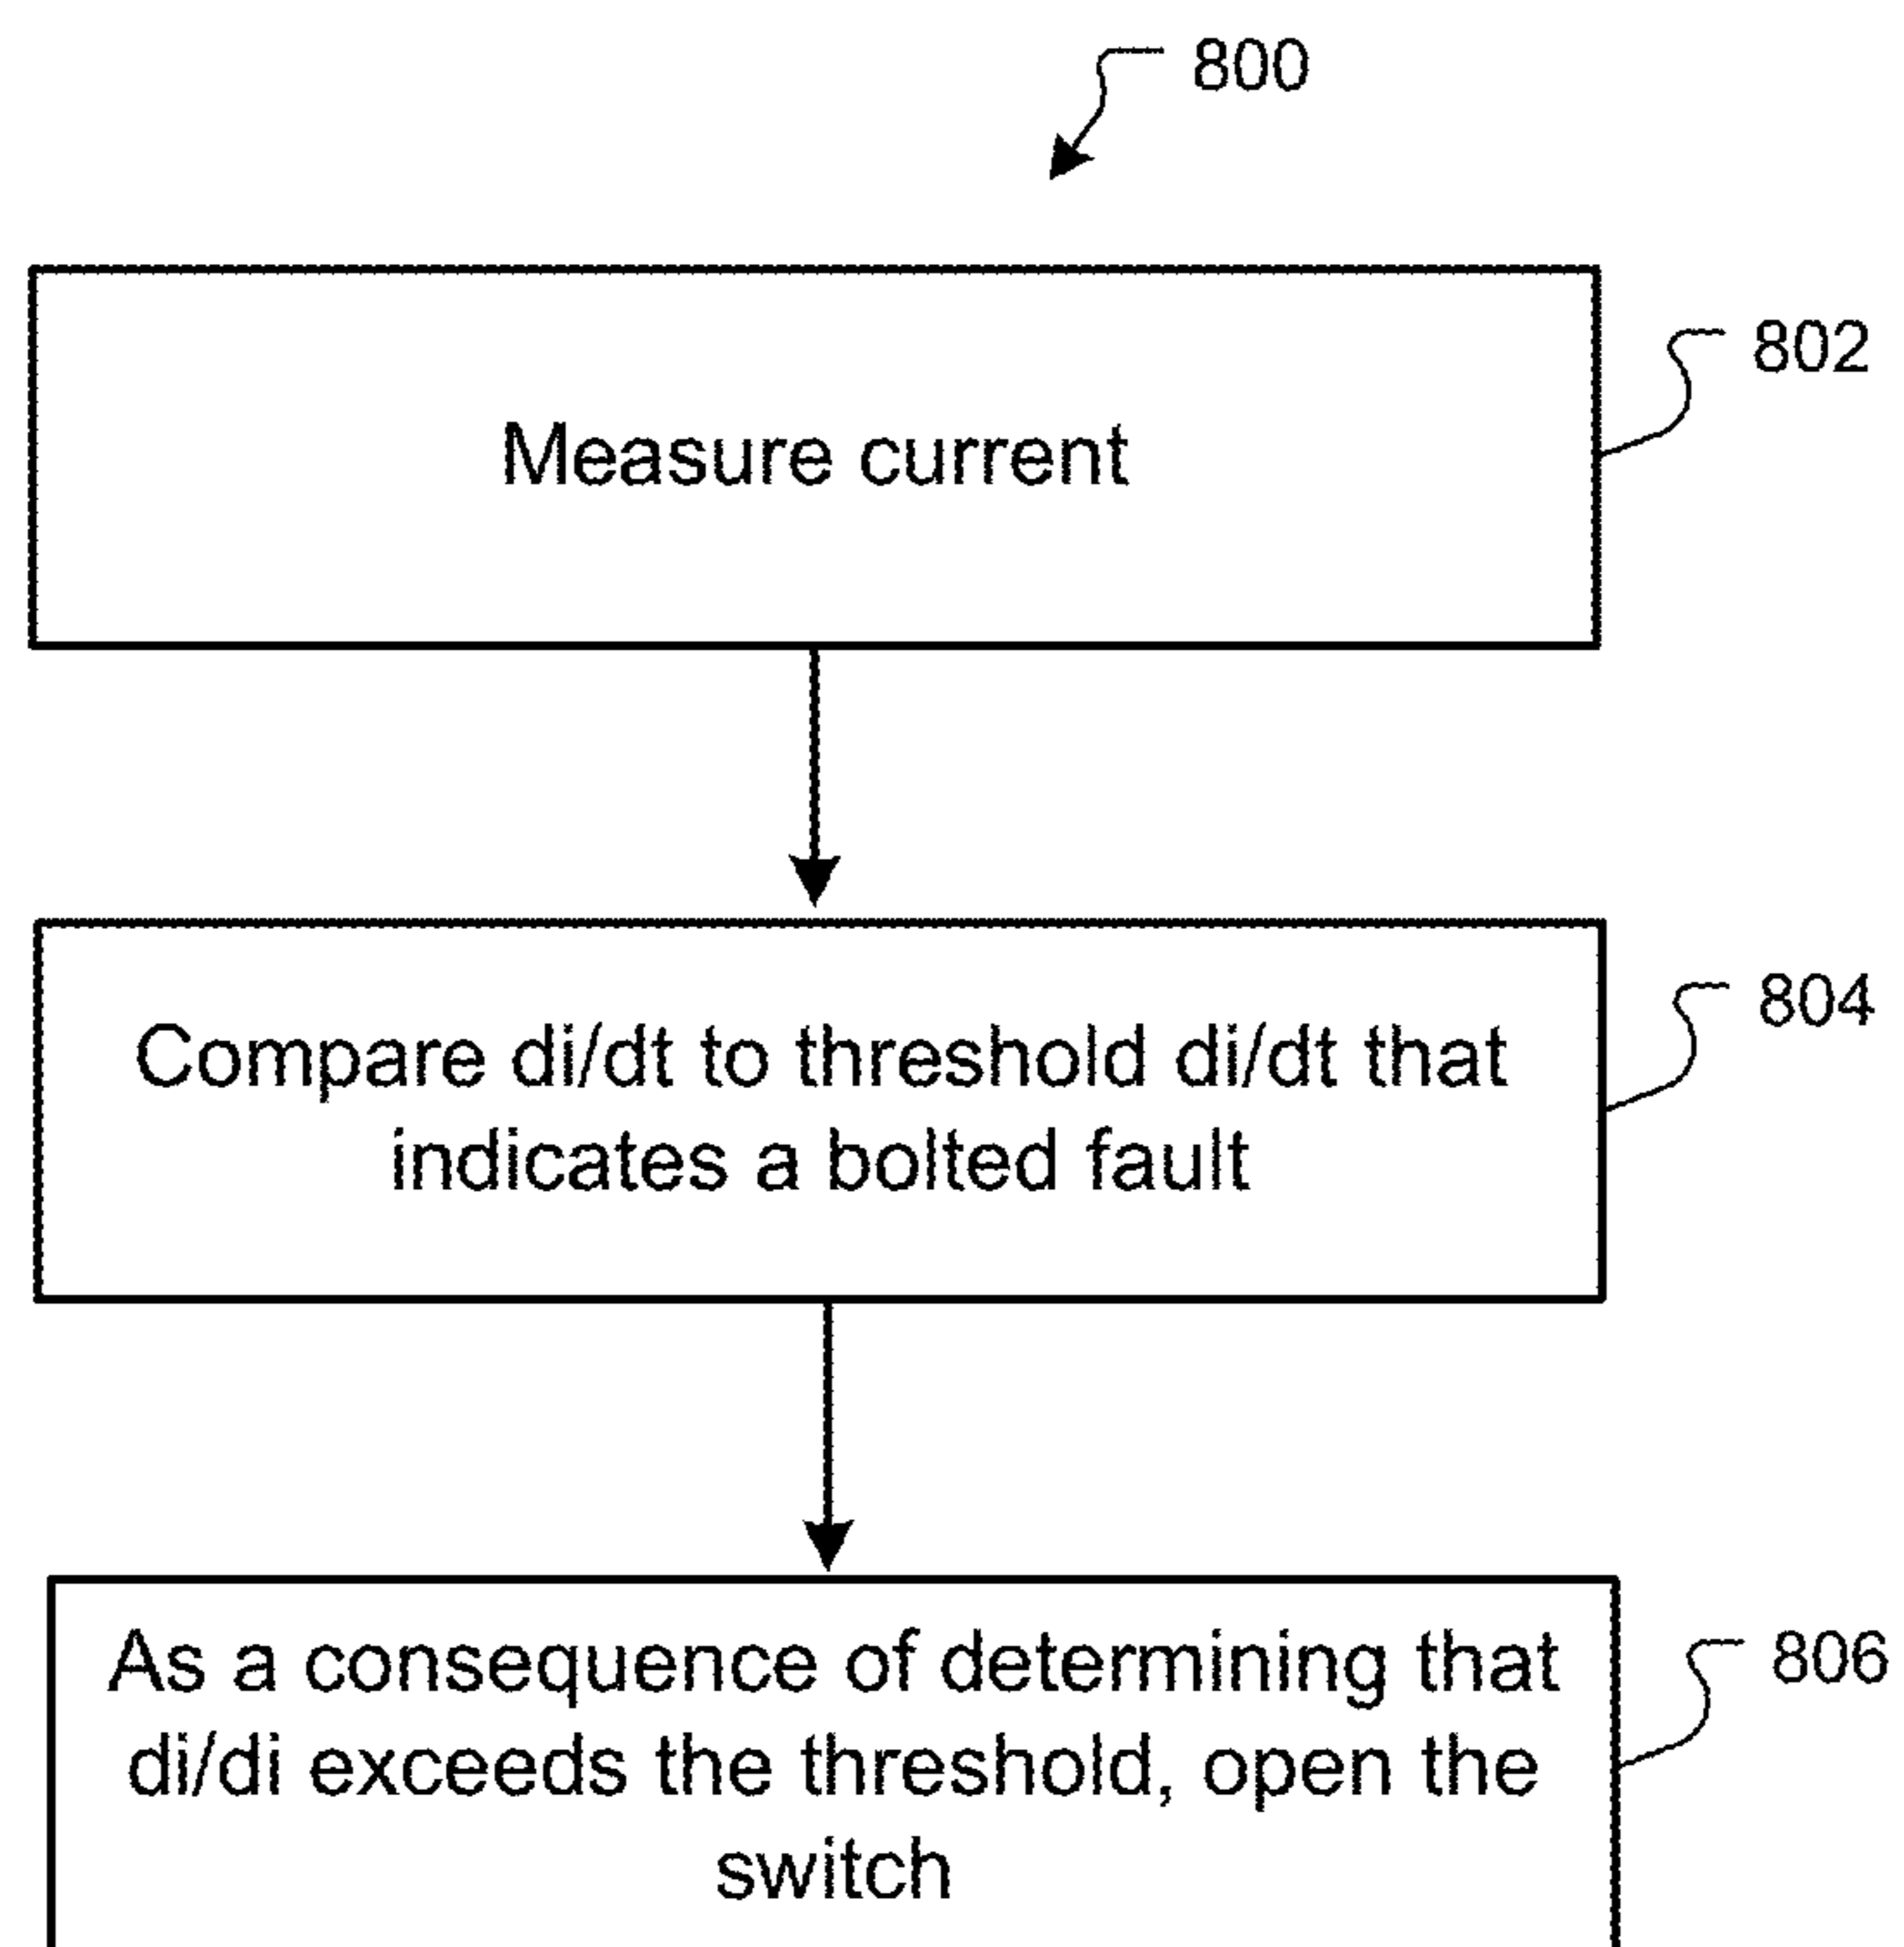 800
802
Measure current
804
Compare di/dt to threshold di/dt that
indicates a bolted fault
806
As a consequence of determining that
di/di exceeds the threshold, open the
switch